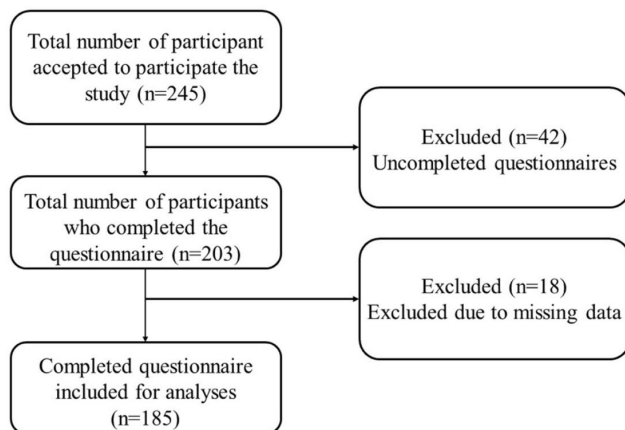 Total number of participant
accepted to participate the
study (n=245)
Excluded (n=42)
Uncompleted questionnaires
Total number of participants
who completed the
questionnaire (n=203)
Excluded (n=18)
Excluded due to missing data
Completed questionnaire
included for analyses
(n=185)